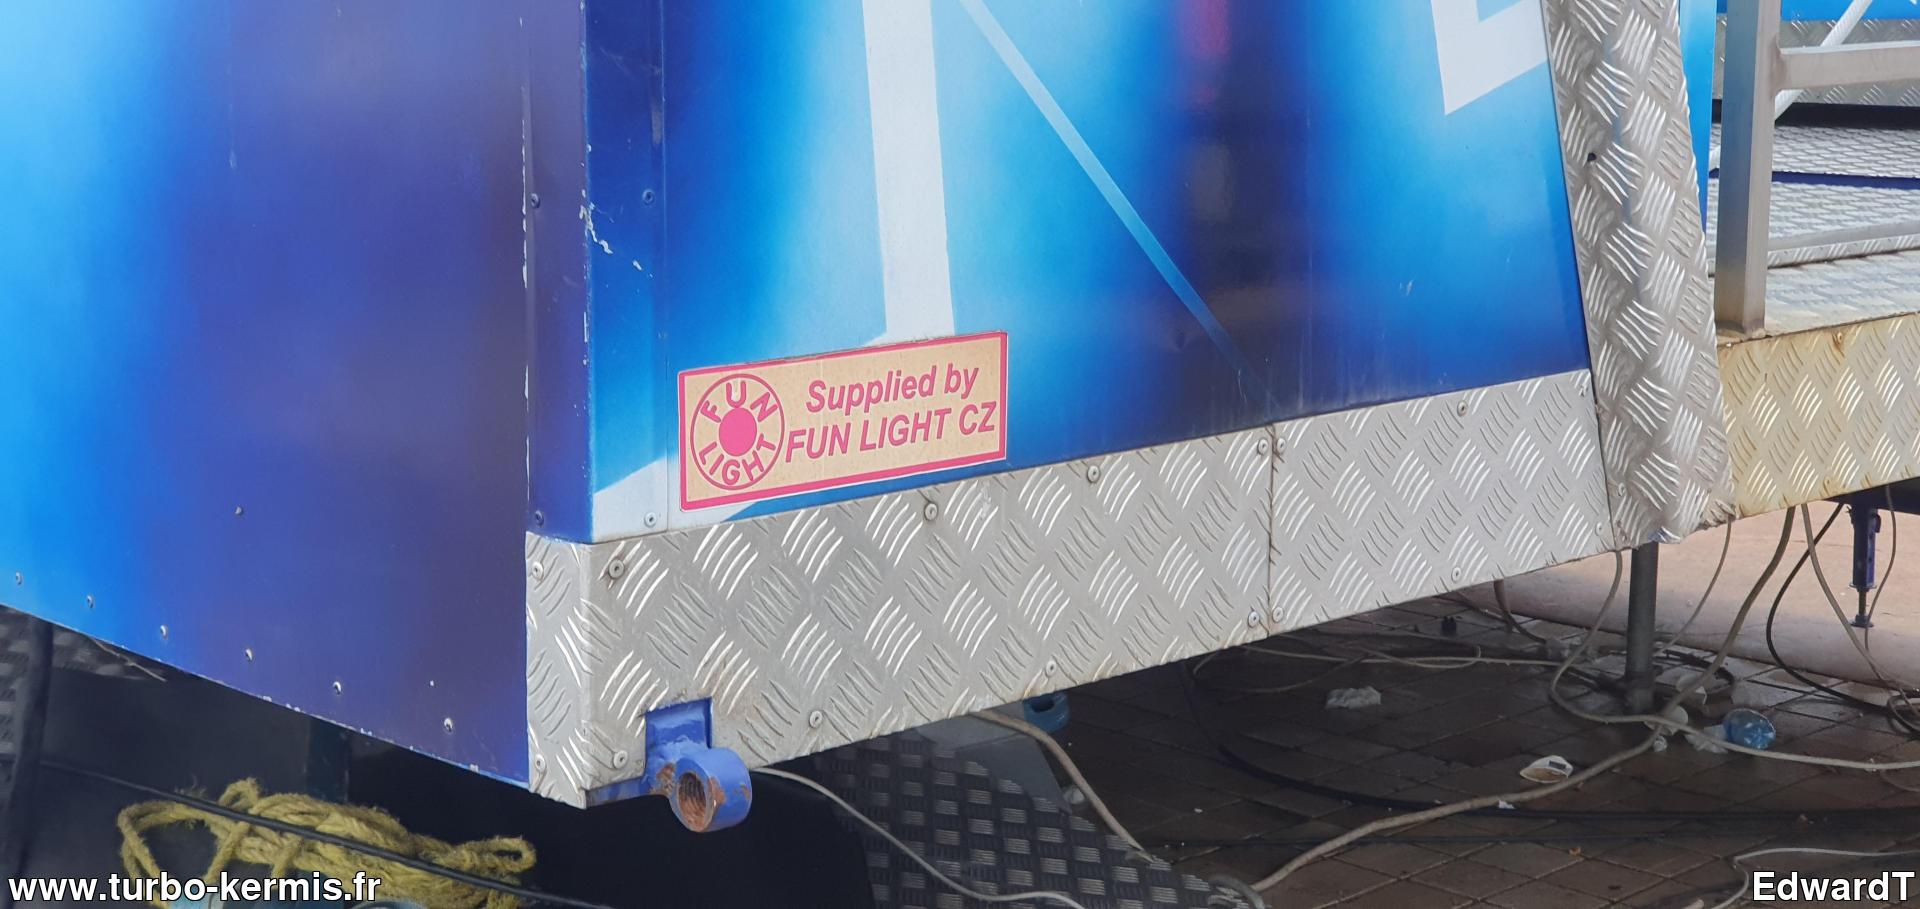 FUN
LIGHT
Supplied by
FUN LIGHT CZ
www.turbo-kermis.fr
EdwardT